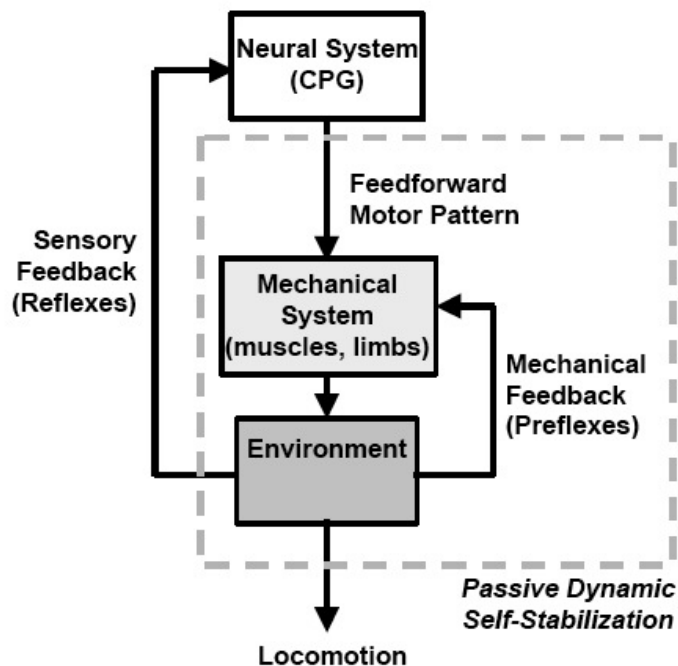 Neural System
(CPG)
Feedforward
Motor Pattern
Sensory
Feedback
(Reflexes)
Mechanical
System
(muscles, limbs)
Mechanical
Feedback
(Preflexes)
Environment
Passive Dynamic
Self-Stabilization
Locomotion